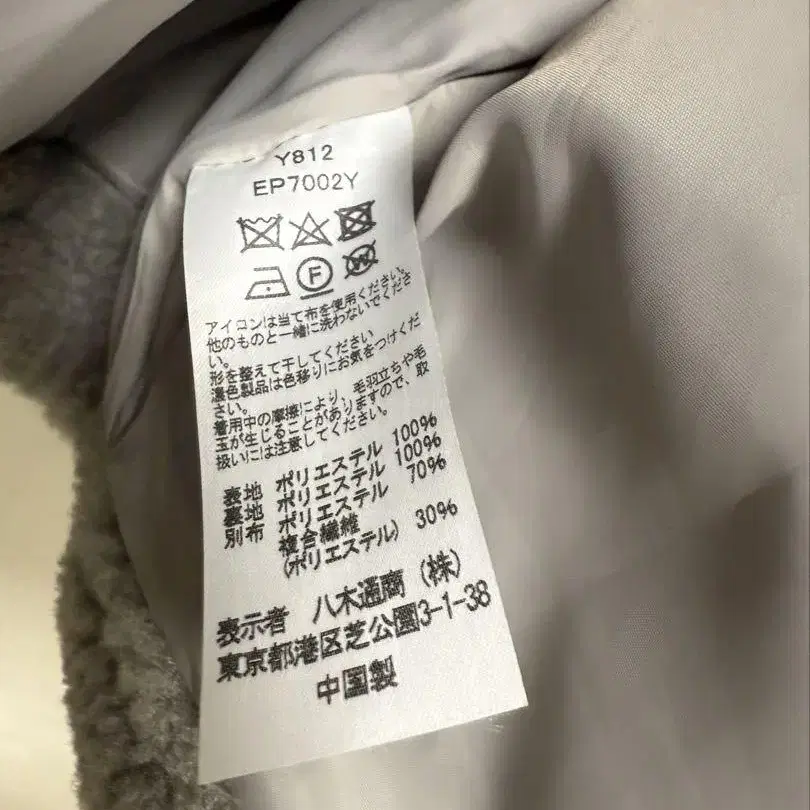 Y812
EP7002Y
F
W
アイロンは当て布を使用ください。
他のものと一緒に洗わないでくださ
い。
形を整えて干してください
濃色製品は色移りにお気をつけくだ
さい。
着用中の摩擦により、毛羽立ちや毛
玉が生じることがありますので、取
扱いには注意してください。
表地 ポリエステル 100%
裏地 ポリエステル 100%
別布 ポリエステル 70%
複合繊維
(ポリエステル) 30%
表示者 八木通商(株)
東京都港区芝公園3-1-38
中国製